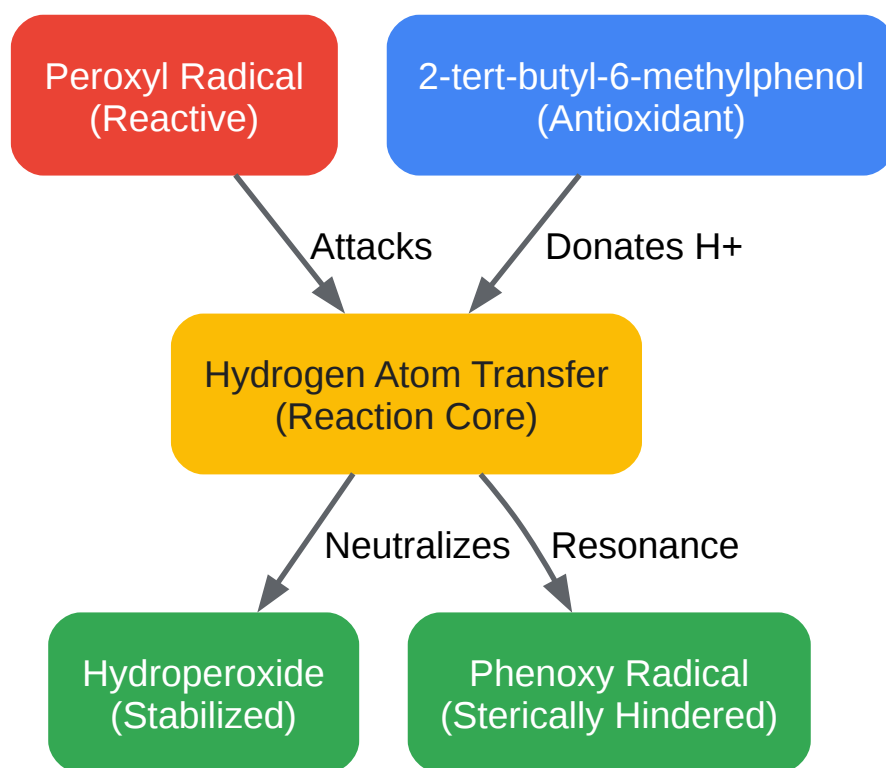 Peroxyl Radical
(Reactive)
2-tert-butyl-6-methylphenol
(Antioxidant)
Attacks
Donates H+
Hydrogen Atom Transfer
(Reaction Core)
Neutralizes
Resonance
Hydroperoxide
(Stabilized)
Phenoxy Radical
(Sterically Hindered)